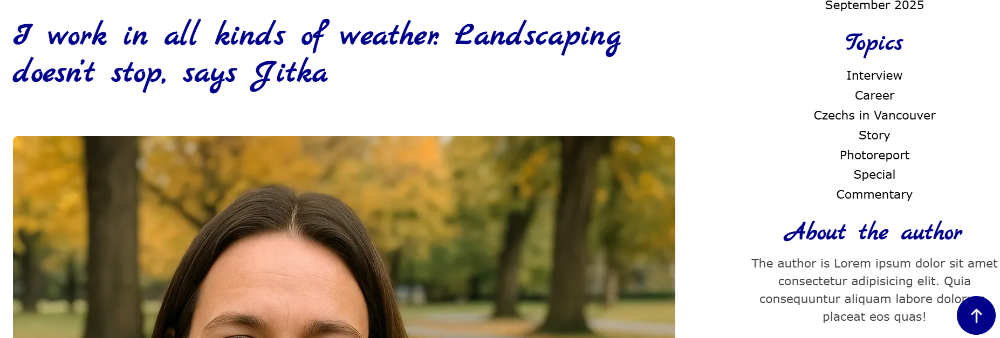 I work in all kinds of weather. Landscaping
doesn't stop, says Jitka
September 2025
Topics
Interview
Career
Czechs in Vancouver
Story
Photoreport
Special
Commentary
About the author
The author is Lorem ipsum dolor sit amet
consectetur adipisicing elit. Quia
consequuntur aliquam labore
placeat eos quas!